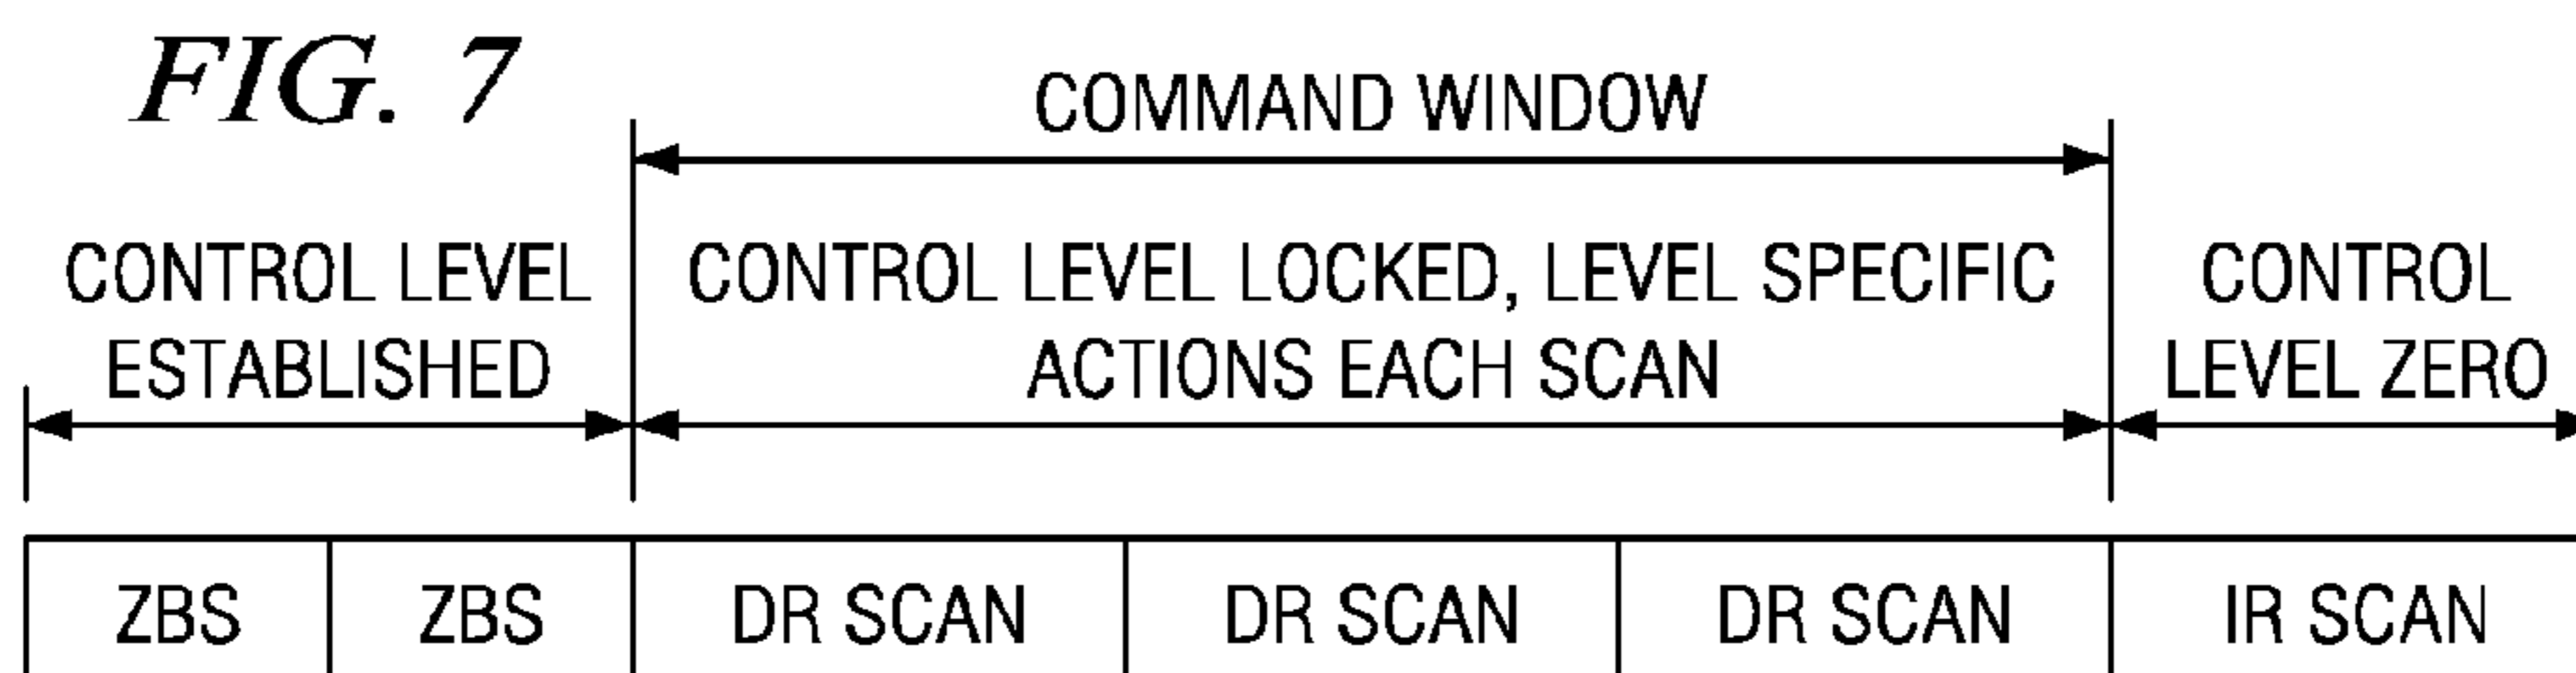 FIG. 7
COMMAND WINDOW
CONTROL LEVEL
ESTABLISHED
CONTROL LEVEL LOCKED, LEVEL SPECIFIC
ACTIONS EACH SCAN
CONTROL
LEVEL ZERO
ZBS ZBS DR SCAN DR SCAN DR SCAN IR SCAN